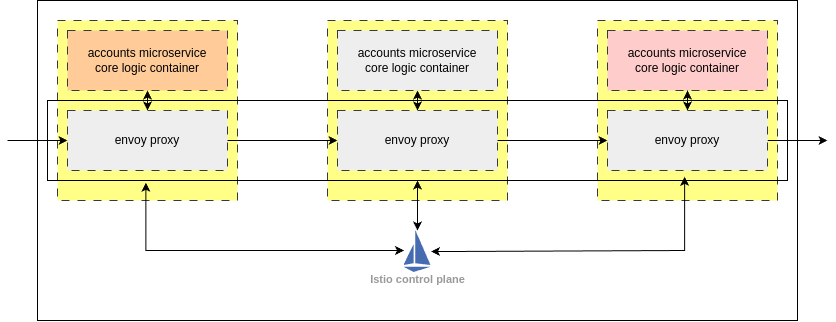 accounts microservice
core logic container
accounts microservice
core logic container
accounts microservice
core logic container
envoy proxy
envoy proxy
envoy proxy
Istio control plane